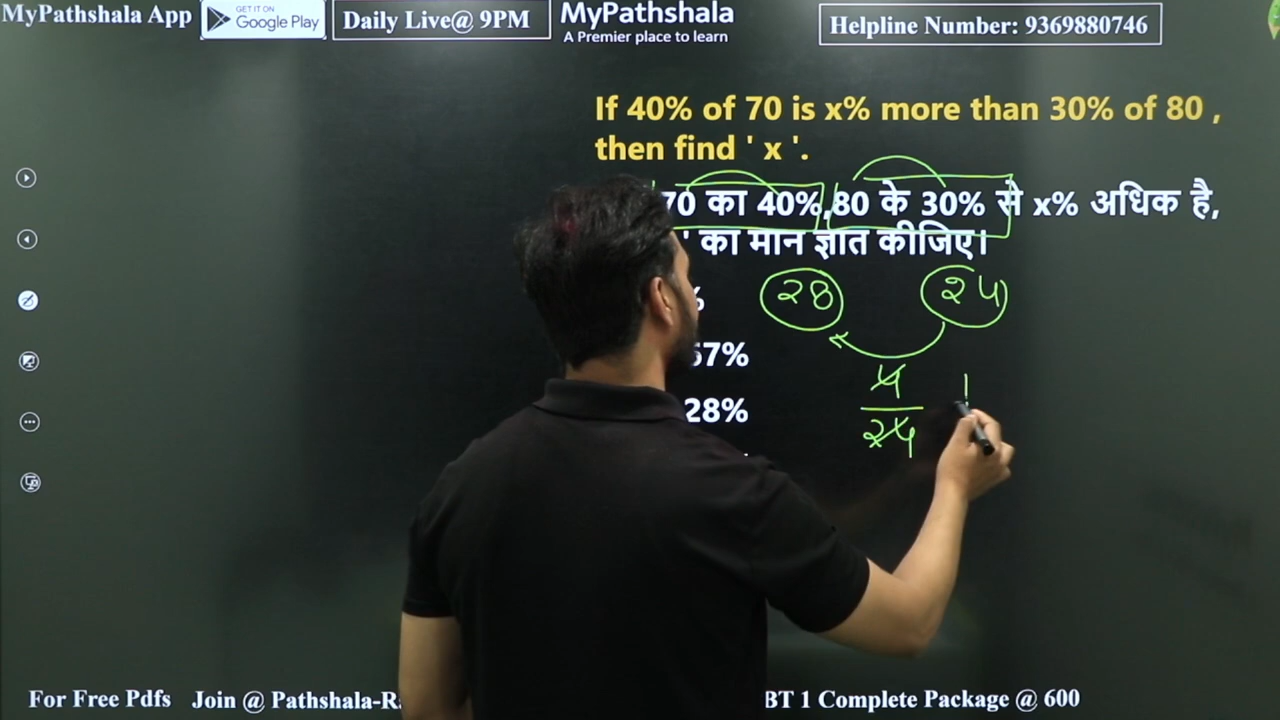 MyPathshala App
GET IT ON
Google Play
Daily Live@ 9PM
MyPathshala
A Premier place to learn
Helpline Number: 9369880746
If 40% of 70 is x% more than 30% of 80 ,
then find ' x '.
70 का 40%,80 के 30% से x% अधिक है,
' का मान ज्ञात कीजिए।
28 24
%
67%
28%
4
24
1
For Free Pdfs Join @ BT 1 Complete Package @ 600